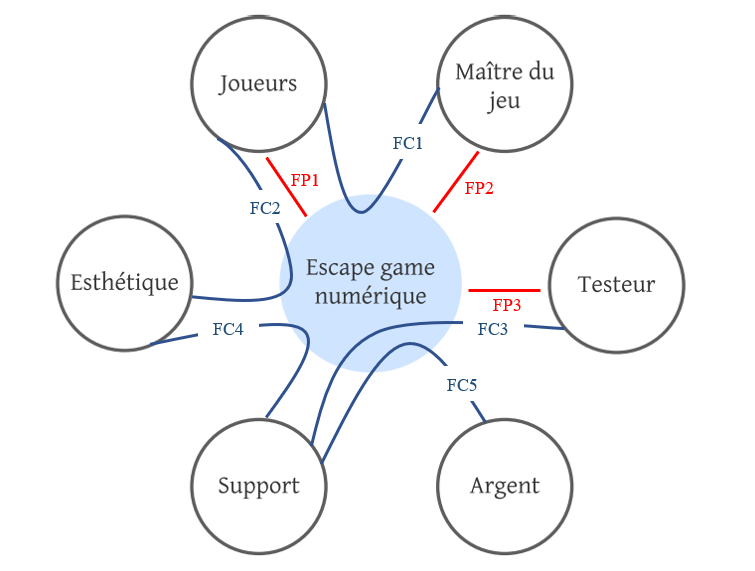 Joueurs
Maître du
jeu
FC1
FP1
FP2
FC2
Escape game
numérique
Esthétique
Testeur
FP3
FC4
FC3
FC5
Support
Argent